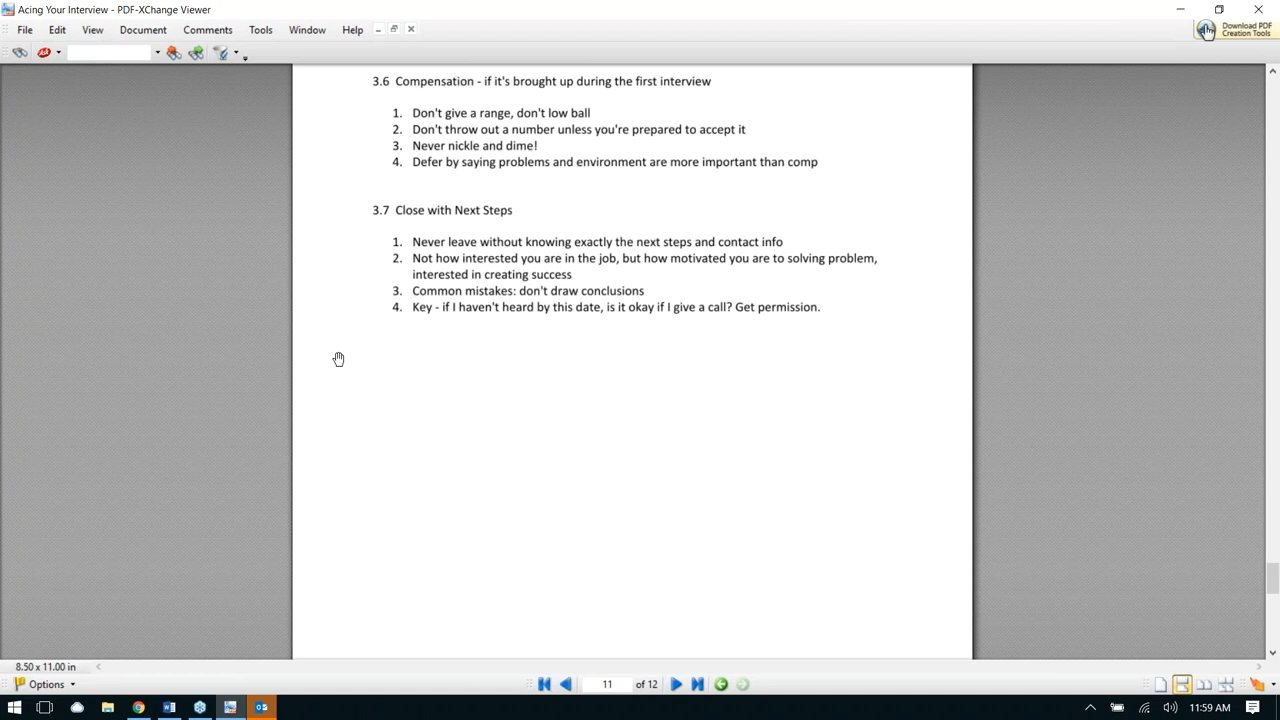 Acing Your Interview - PDF-XChange Viewer
File Edit View Document Comments Tools Window Help
Download PDF
Creation Tools
3.6 Compensation - if it's brought up during the first interview
1. Don't give a range, don't low ball
2. Don't throw out a number unless you're prepared to accept it
3. Never nickle and dime!
4. Defer by saying problems and environment are more important than comp
3.7 Close with Next Steps
1. Never leave without knowing exactly the next steps and contact info
2. Not how interested you are in the job, but how motivated you are to solving problem,
interested in creating success
3. Common mistakes: don't draw conclusions
4. Key - if I haven't heard by this date, is it okay if I give a call? Get permission.
8.50 x 11.00 in
Options
11 of 12
11:59 AM